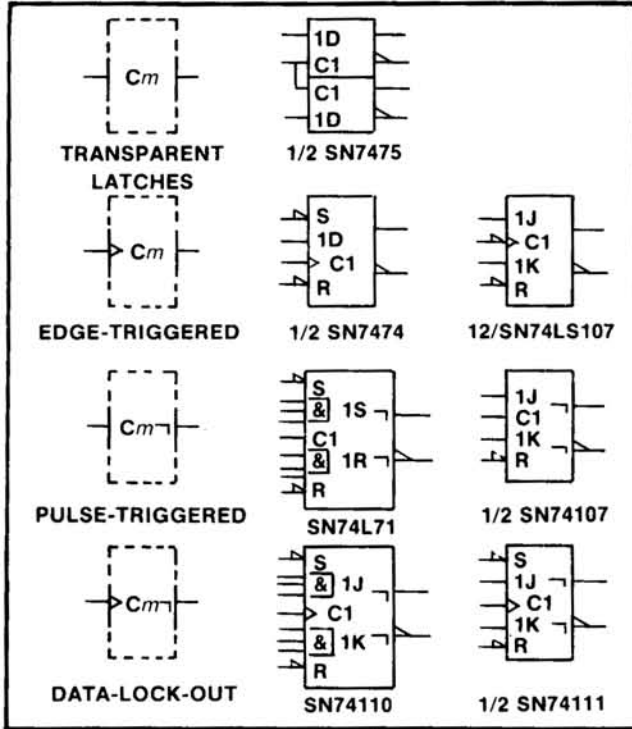 Cm
1D
C1
C1
1D
TRANSPARENT
LATCHES
1/2 SN7475
Cm
S
1D
C1
R
1J
C1
1K
R
EDGE-TRIGGERED
1/2 SN7474
12/SN74LS107
Cm¬
S
& 1S ¬
C1
& 1R ¬
R
1J ¬
C1
1K ¬
R
PULSE-TRIGGERED
SN74L71
1/2 SN74107
Cm¬
S
& 1J ¬
C1
& 1K ¬
R
S
1J ¬
C1
1K ¬
R
DATA-LOCK-OUT
SN74110
1/2 SN74111